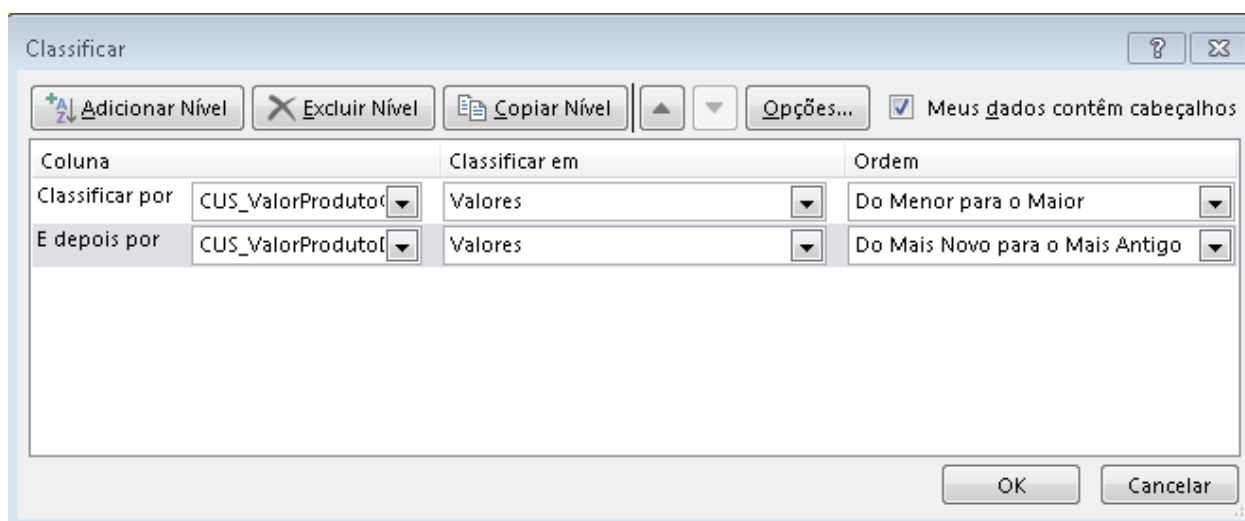 Classificar
Adicionar Nível Excluir Nível Copiar Nível Opções... Meus dados contêm cabeçalhos
Coluna Classificar em Ordem
Classificar por CUS_ValorProduto Valores Do Menor para o Maior
E depois por CUS_ValorProduto Valores Do Mais Novo para o Mais Antigo
OK Cancelar